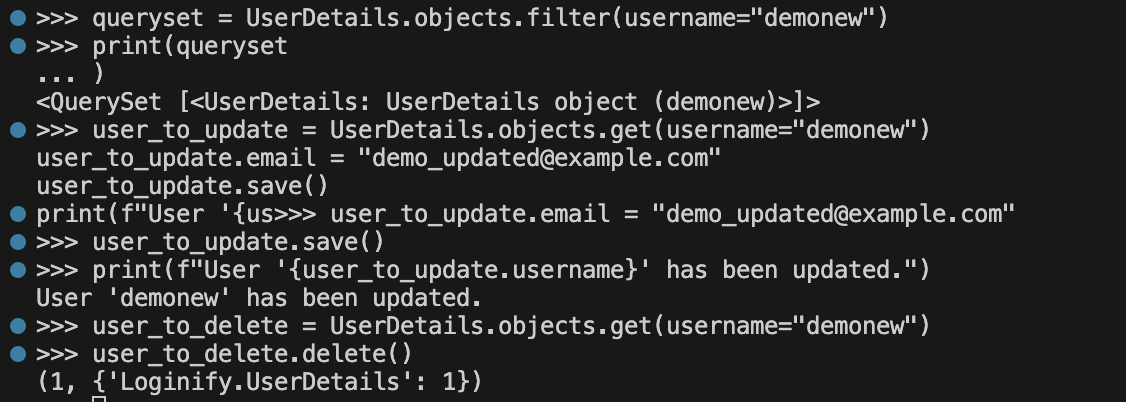 >>> queryset = UserDetails.objects.filter(username="demonew")
>>> print(queryset
... )
<QuerySet [<UserDetails: UserDetails object (demonew)>]>
>>> user_to_update = UserDetails.objects.get(username="demonew")
user_to_update.email = "demo_updated@example.com"
user_to_update.save()
print(f"User '{us>>> user_to_update.email = "demo_updated@example.com"
>>> user_to_update.save()
>>> print(f"User '{user_to_update.username}' has been updated.")
User 'demonew' has been updated.
>>> user_to_delete = UserDetails.objects.get(username="demonew")
>>> user_to_delete.delete()
(1, {'Loginify.UserDetails': 1})